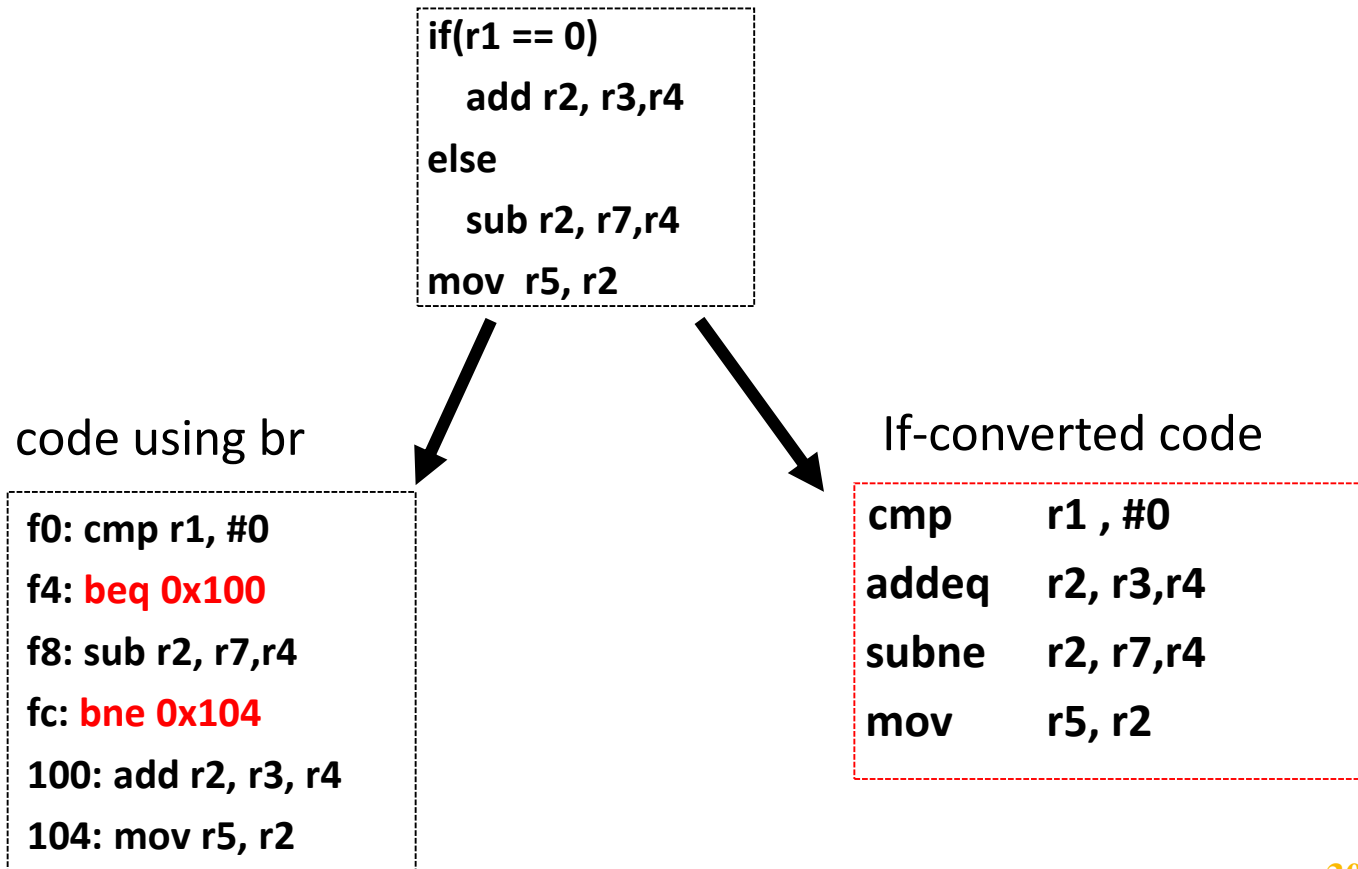 if(r1 == 0)
add r2, r3,r4
else
sub r2, r7,r4
mov r5, r2
code using br
f0: cmp r1, #0
f4: beq 0x100
f8: sub r2, r7,r4
fc: bne 0x104
100: add r2, r3, r4
104: mov r5, r2
If-converted code
cmp r1 , #0
addeq r2, r3,r4
subne r2, r7,r4
mov r5, r2